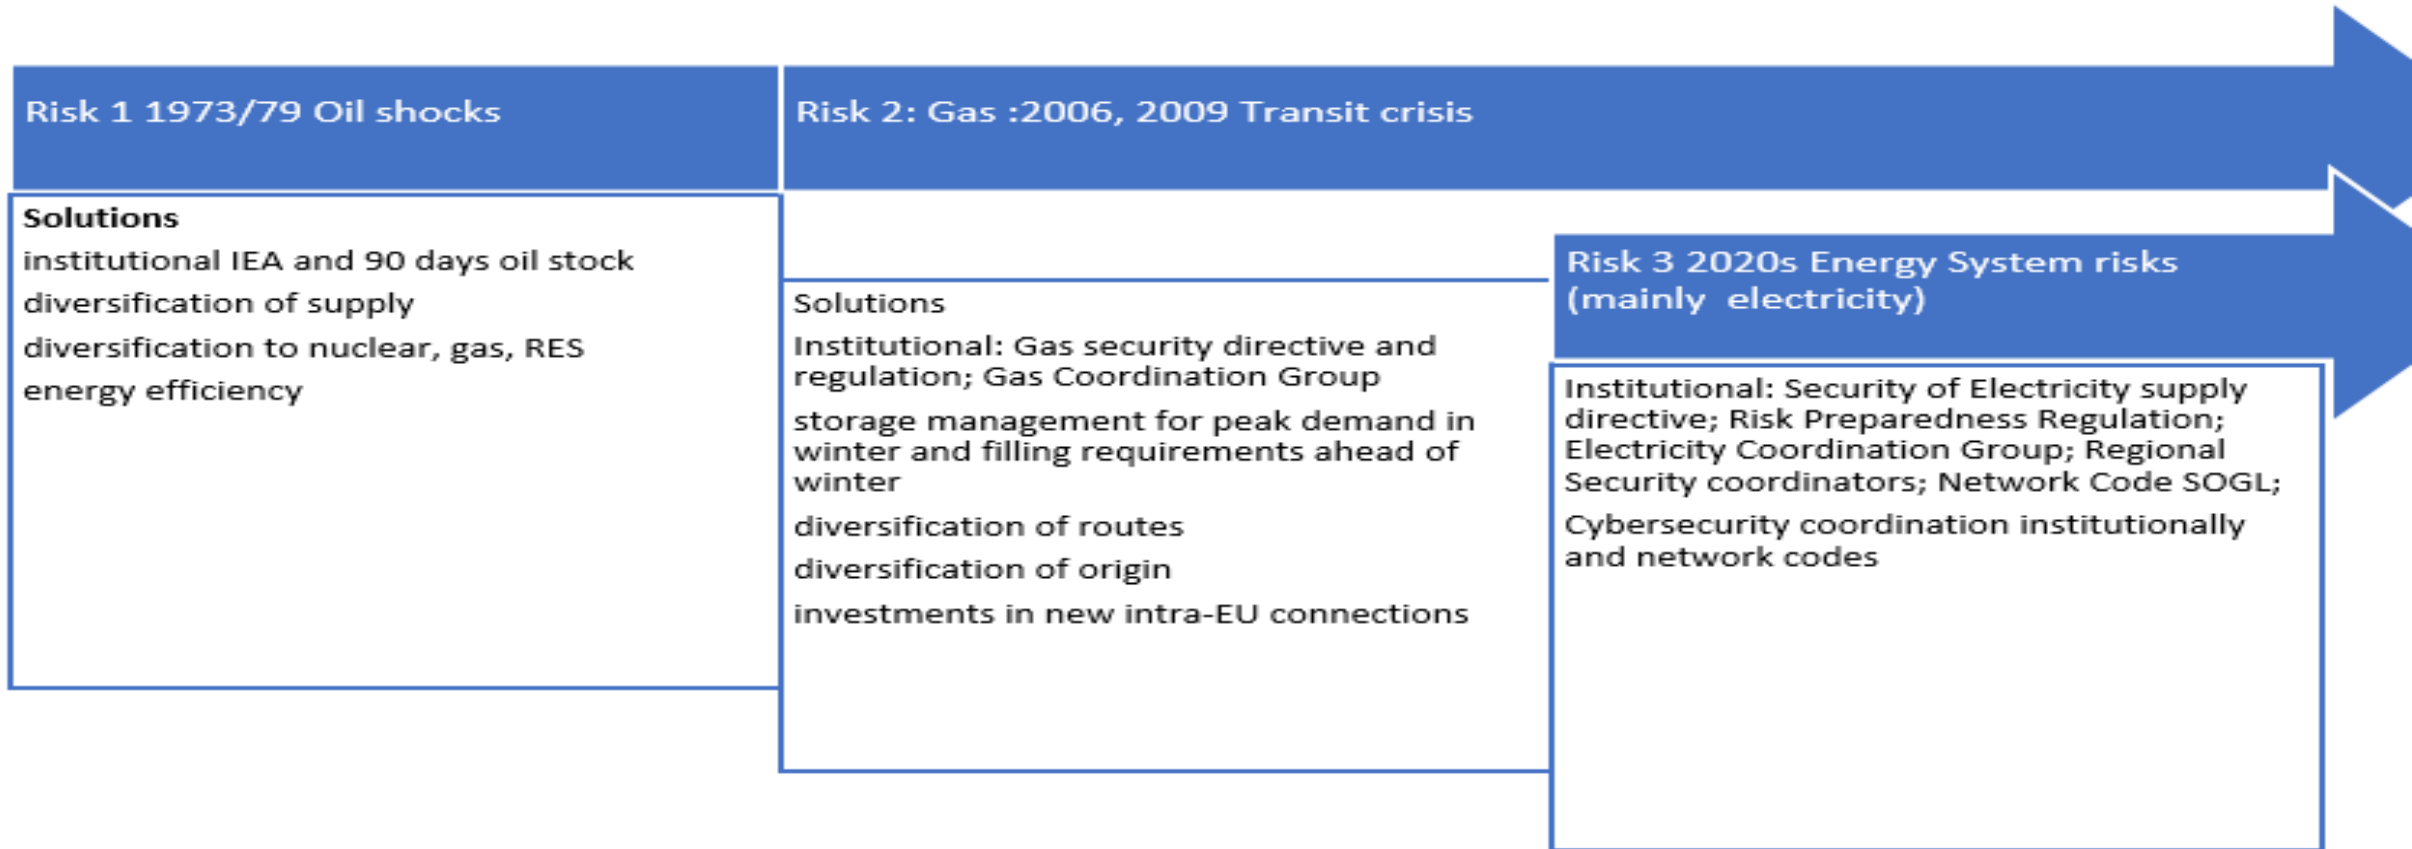 Risk 1 1973/79 Oil shocks
Solutions
institutional IEA and 90 days oil stock
diversification of supply
diversification to nuclear, gas, RES
energy efficiency
Risk 2: Gas :2006, 2009 Transit crisis
Solutions
Institutional: Gas security directive and
regulation; Gas Coordination Group
storage management for peak demand in
winter and filling requirements ahead of
winter
diversification of routes
diversification of origin
investments in new intra-EU connections
Risk 3 2020s Energy System risks
(mainly electricity)
Institutional: Security of Electricity supply
directive; Risk Preparedness Regulation;
Electricity Coordination Group; Regional
Security coordinators; Network Code SOGL;
Cybersecurity coordination institutionally
and network codes